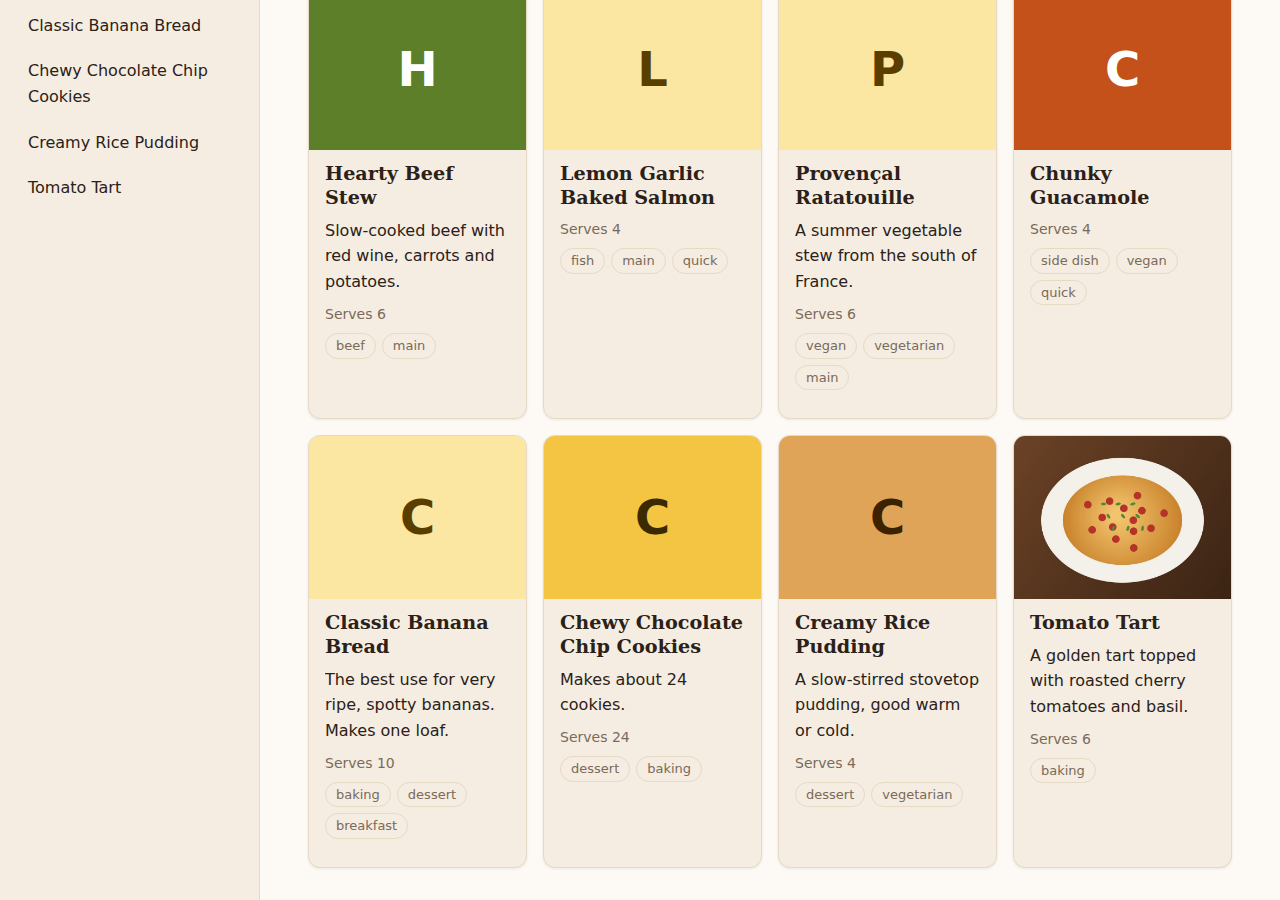 Classic Banana Bread
Chewy Chocolate Chip
Cookies
Creamy Rice Pudding
Tomato Tart
H
Hearty Beef
Stew
Slow-cooked beef with
red wine, carrots and
potatoes.
Serves 6
beef main
L
Lemon Garlic
Baked Salmon
Serves 4
fish main quick
P
Provençal
Ratatouille
A summer vegetable
stew from the south of
France.
Serves 6
vegan vegetarian
main
C
Chunky
Guacamole
Serves 4
side dish vegan
quick
C
Classic Banana
Bread
The best use for very
ripe, spotty bananas.
Makes one loaf.
Serves 10
baking dessert
breakfast
C
Chewy Chocolate
Chip Cookies
Makes about 24
cookies.
Serves 24
dessert baking
C
Creamy Rice
Pudding
A slow-stirred stovetop
pudding, good warm
or cold.
Serves 4
dessert vegetarian
Tomato Tart
A golden tart topped
with roasted cherry
tomatoes and basil.
Serves 6
baking